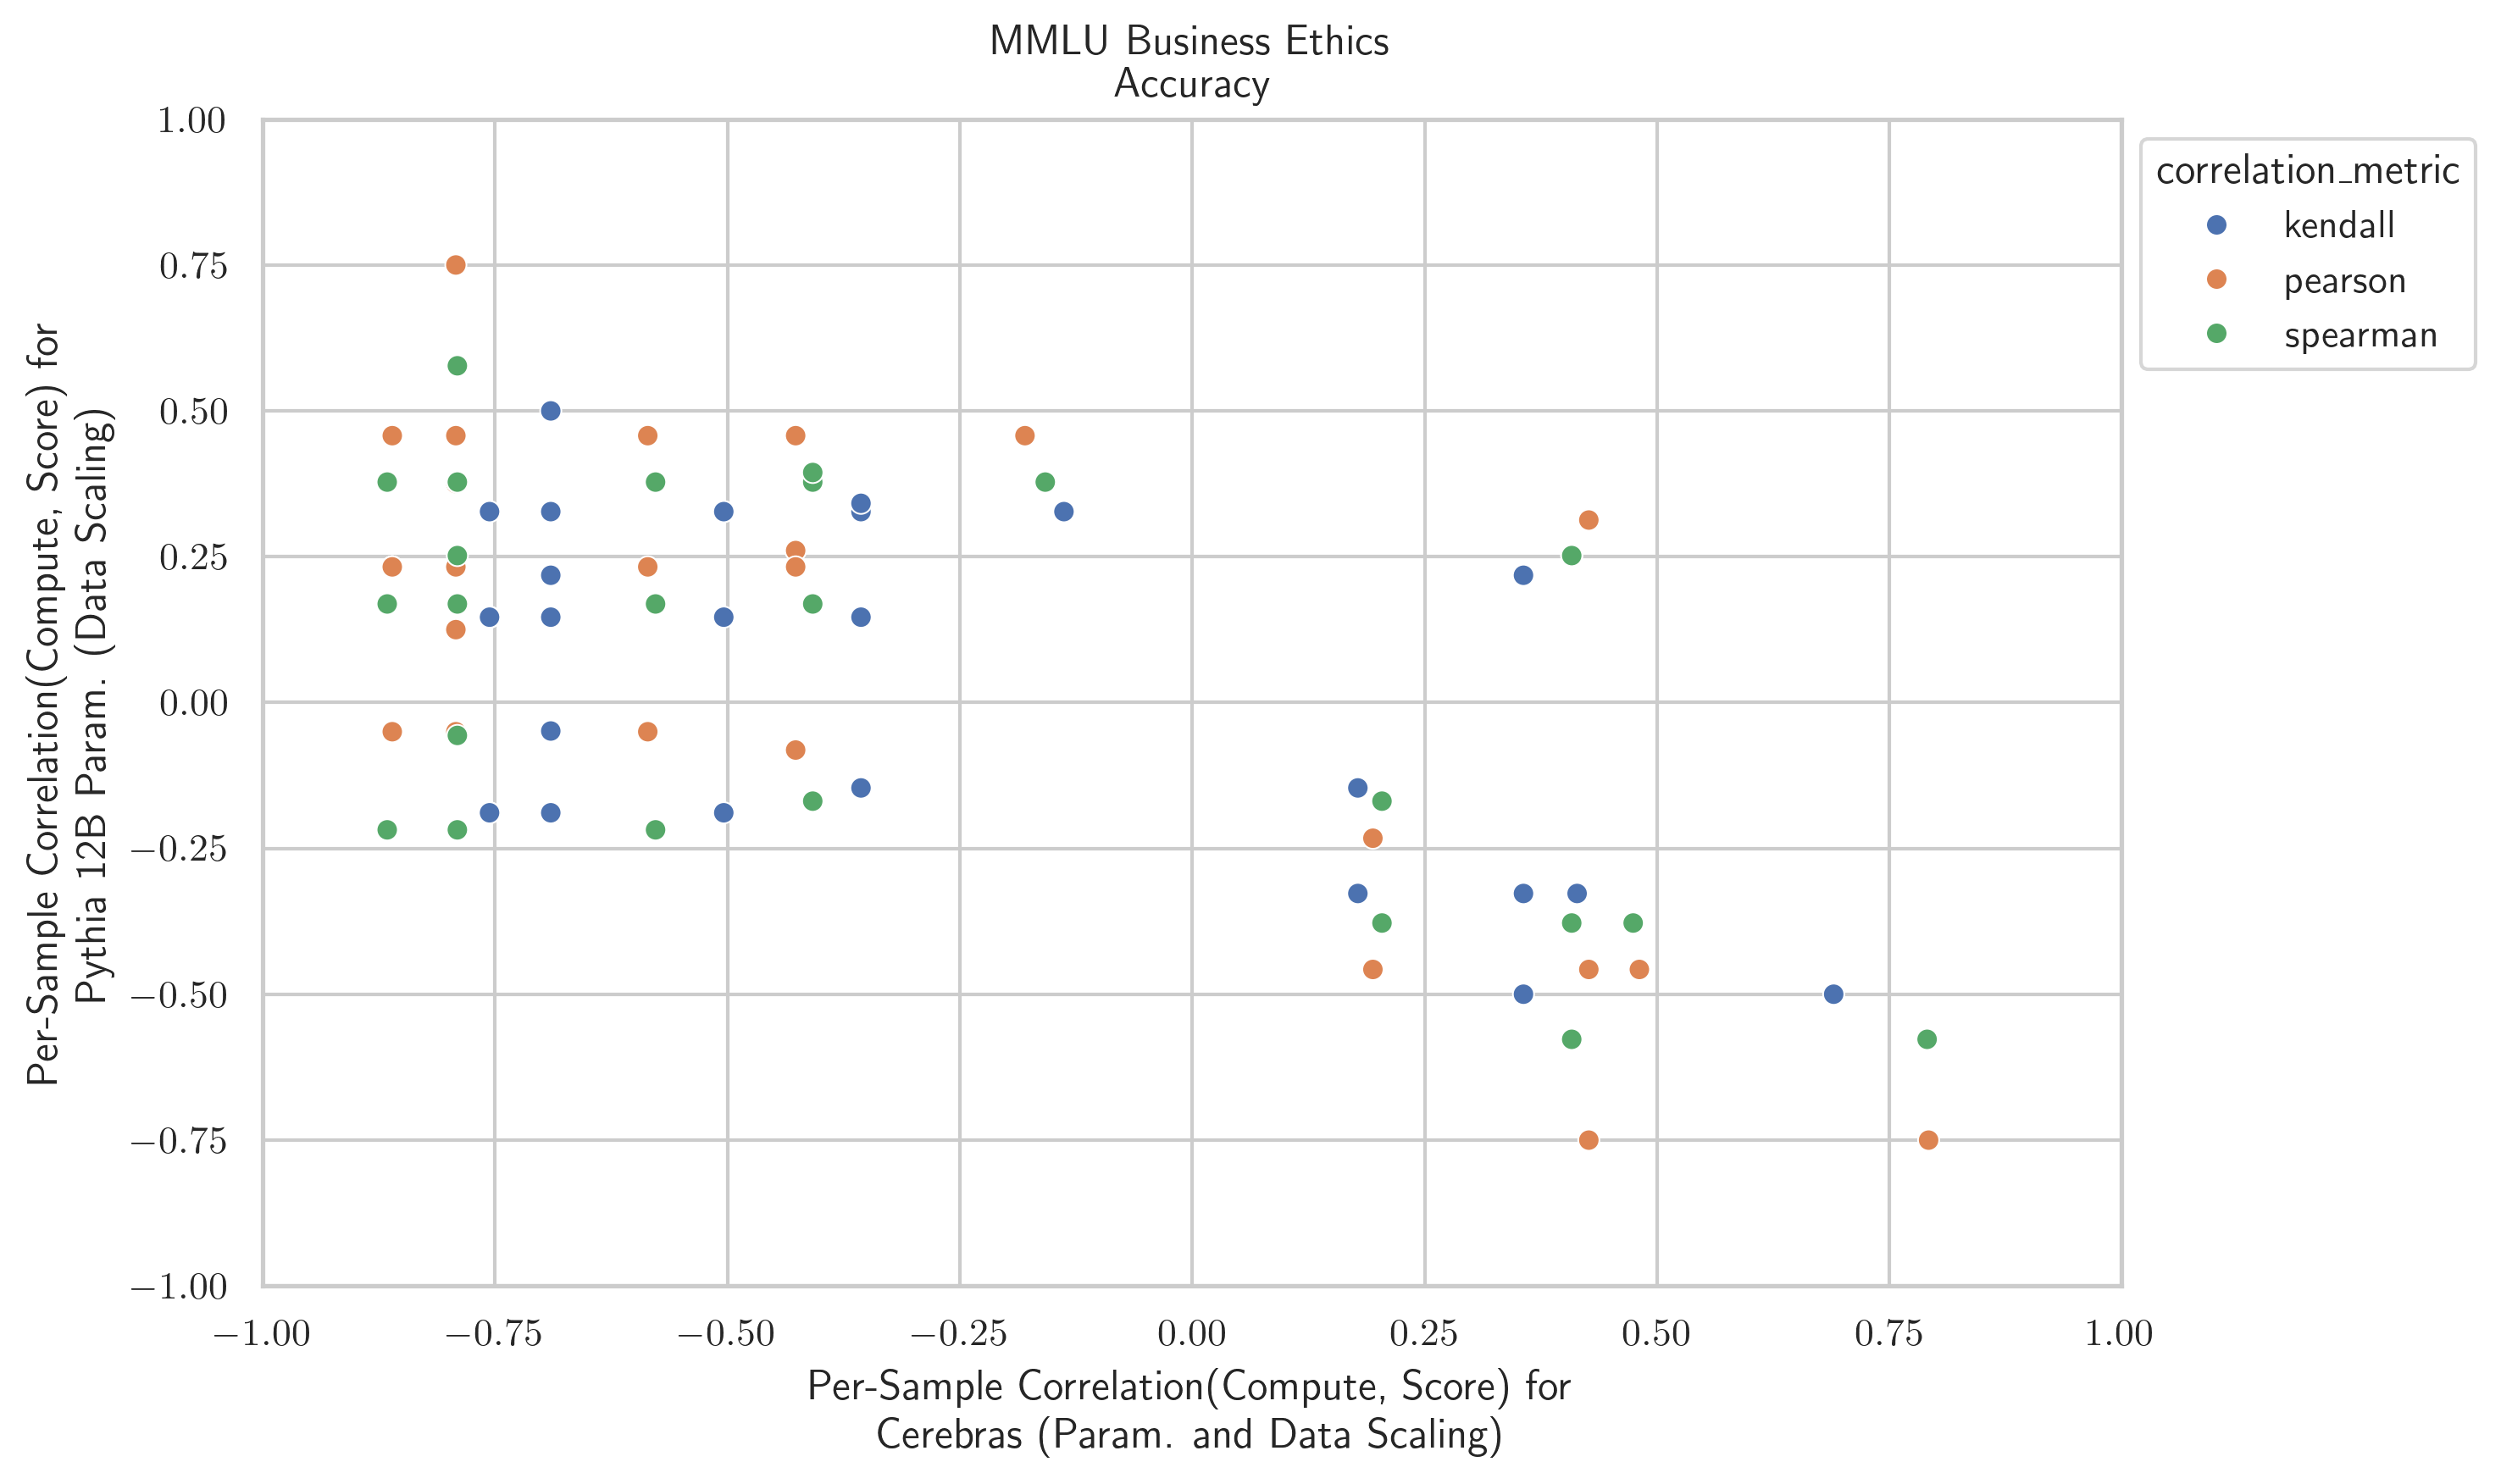 MMLU Business Ethics
Accuracy
1.00
0.75
0.50
0.25
0.00
−0.25
−0.50
−0.75
−1.00
Per-Sample Correlation(Compute, Score) for
Pythia 12B Param. (Data Scaling)
−1.00
−0.75
−0.50
−0.25
0.00
0.25
0.50
0.75
1.00
Per-Sample Correlation(Compute, Score) for
Cerebras (Param. and Data Scaling)
correlation_metric
kendall
pearson
spearman